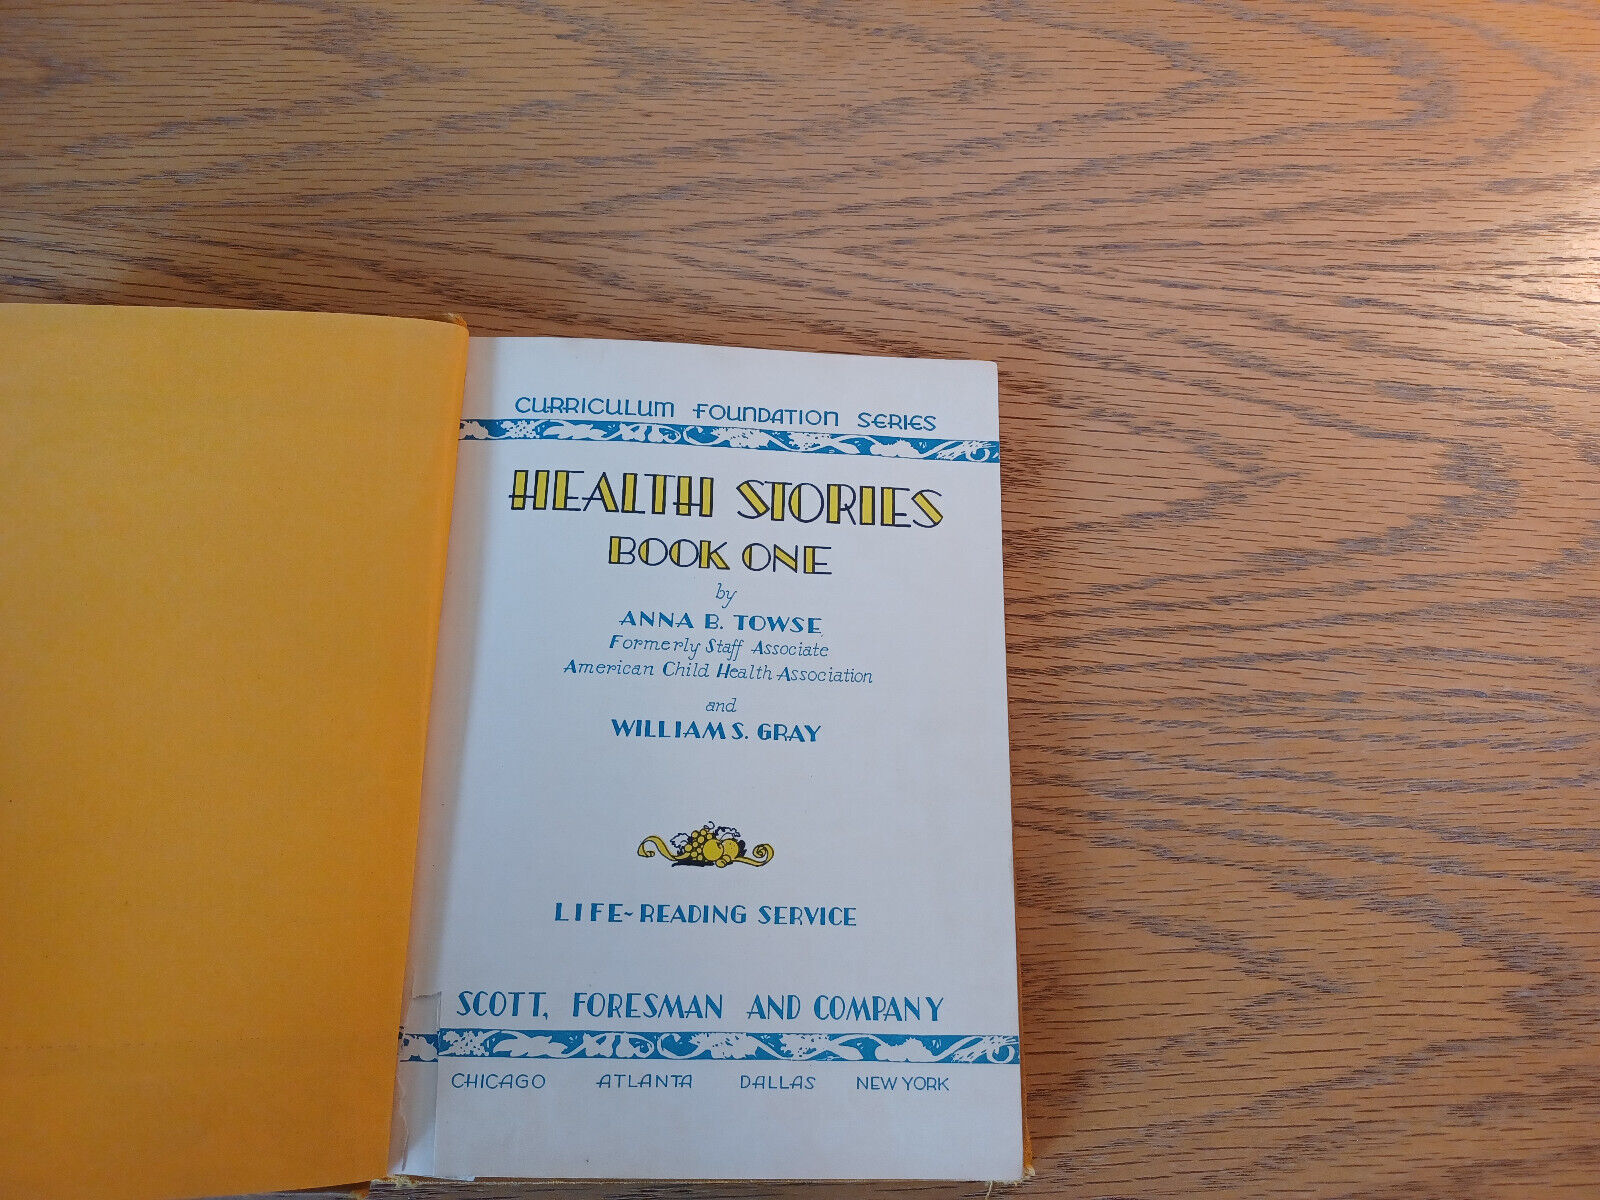 CURRICULUM FOUNDATION SERIES
HEALTH STORIES
BOOK ONE
by
ANNA B. TOWSE
Formerly Staff Associate
American Child Health Association
and
WILLIAM S. GRAY
LIFE-READING SERVICE
SCOTT, FORESMAN AND COMPANY
CHICAGO ATLANTA DALLAS NEW YORK